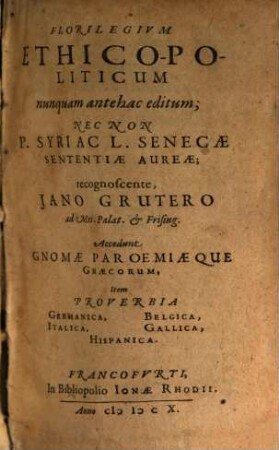 FLORILEGIVM
ETHICO-PO-
LITICUM
nunquam antehac editum;
NEC NON
P. SYRI AC L. SENECÆ
SENTENTIÆ AUREÆ;
recognoscente,
JANO GRUTERO
ad Mss. Palat. & Frising.
Accedunt
GNOMÆ PAROEMIÆQUE
GRÆCORUM,
Item
PROVERBIA
GERMANICA, BELGICA,
ITALICA, GALLICA,
HISPANICA.
FRANCOFVRTI,
In Bibliopolio IONÆ RHODII.
Anno cIↄ Iↄ c X.